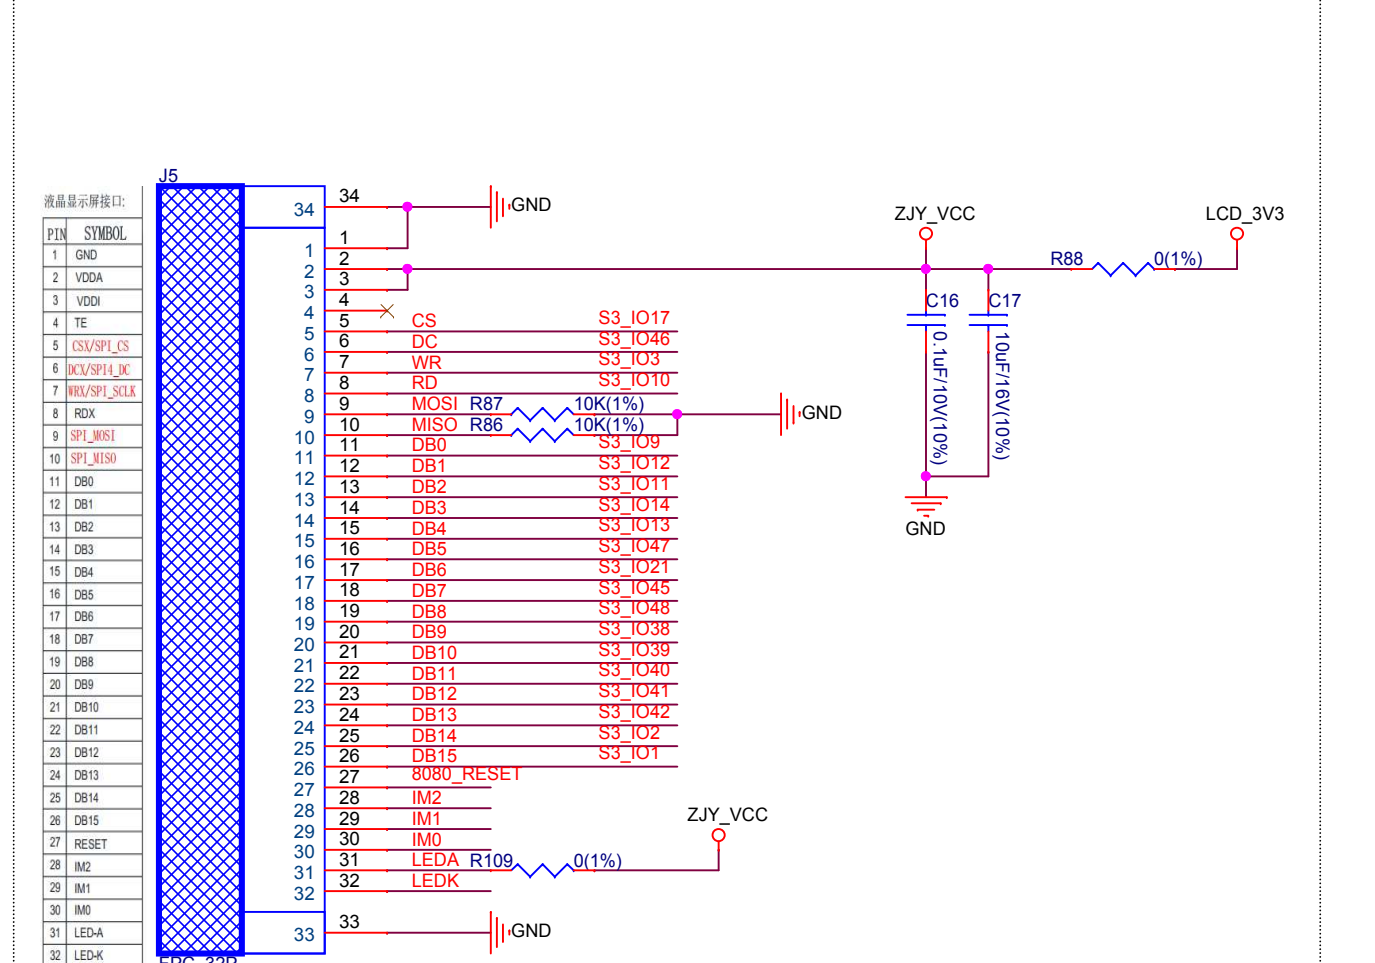 J5
液晶显示屏接口:
PIN SYMBOL
1 GND
2 VDDA
3 VDDI
4 TE
5 CSX/SPI_CS
6 DCX/SPI4_DC
7 WRX/SPI_SCLK
8 RDX
9 SPI_MOSI
10 SPI_MISO
11 DB0
12 DB1
13 DB2
14 DB3
15 DB4
16 DB5
17 DB6
18 DB7
19 DB8
20 DB9
21 DB10
22 DB11
23 DB12
24 DB13
25 DB14
26 DB15
27 RESET
28 IM2
29 IM1
30 IM0
31 LED-A
32 LED-K
34 34 GND
1 1
2 2
3 3
4 4
5 5 CS S3_IO17
6 6 DC S3_IO46
7 7 WR S3_IO3
8 8 RD S3_IO10
9 9 MOSI R87 10K(1%) GND
10 10 MISO R86 10K(1%)
11 11 DB0 S3_IO9
12 12 DB1 S3_IO12
13 13 DB2 S3_IO11
14 14 DB3 S3_IO14
15 15 DB4 S3_IO13
16 16 DB5 S3_IO47
17 17 DB6 S3_IO21
18 18 DB7 S3_IO45
19 19 DB8 S3_IO48
20 20 DB9 S3_IO38
21 21 DB10 S3_IO39
22 22 DB11 S3_IO40
23 23 DB12 S3_IO41
24 24 DB13 S3_IO42
25 25 DB14 S3_IO2
26 26 DB15 S3_IO1
27 27 8080_RESET
28 28 IM2
29 29 IM1
30 30 IM0
31 31 LEDA R109 0(1%) ZJY_VCC
32 32 LEDK
33 33 GND
ZJY_VCC LCD_3V3
R88 0(1%)
C16 C17
0.1uF/10V(10%)
10uF/16V(10%)
GND